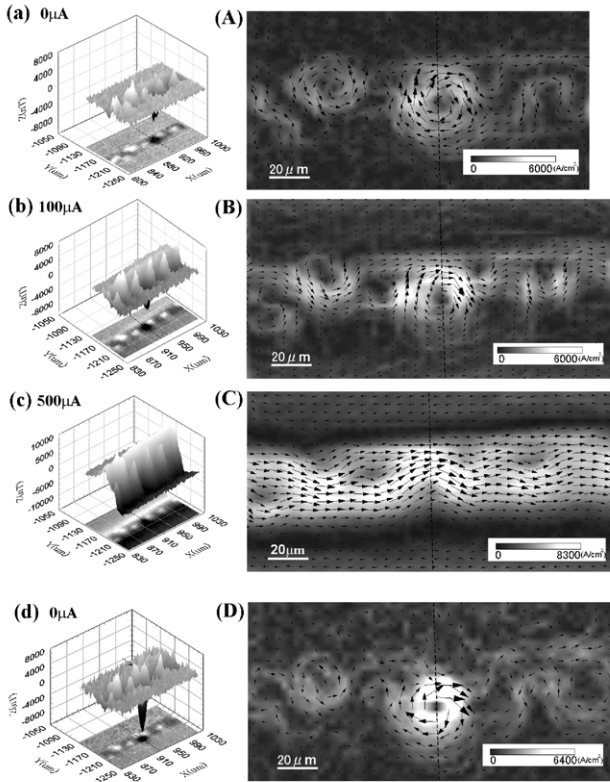 (a) 0μA
8000
4000
0
-4000
-8000
Z(nT)
-1050
-1090
-1130
-1170
-1210
-1250
Y(um)
800
840
880
920
960
1000
X(um)
(A)
20μm
0 6000(A/cm²)
(b) 100μA
8000
4000
0
-4000
-8000
Z(nT)
-1050
-1090
-1130
-1170
-1210
-1250
Y(um)
830
870
910
950
990
1030
X(um)
(B)
20μm
0 6000(A/cm²)
(c) 500μA
10000
5000
0
-5000
-10000
Z(nT)
-1050
-1090
-1130
-1170
-1210
-1250
Y(um)
830
870
910
950
990
1030
X(um)
(C)
20μm
0 8300(A/cm²)
(d) 0μA
8000
4000
0
-4000
-8000
Z(nT)
-1050
-1090
-1130
-1170
-1210
-1250
Y(um)
830
870
910
950
990
1030
X(um)
(D)
20μm
0 6400(A/cm²)